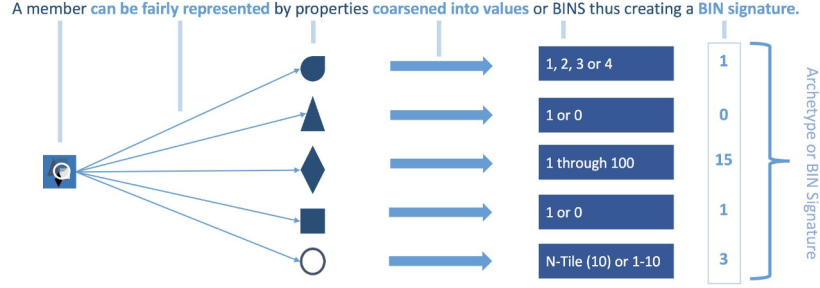 A member can be fairly represented by properties coarsened into values or BINS thus creating a BIN signature.
1, 2, 3 or 4
1
1 or 0
0
1 through 100
15
1 or 0
1
N-Tile (10) or 1-10
3
Archetype or BIN Signature